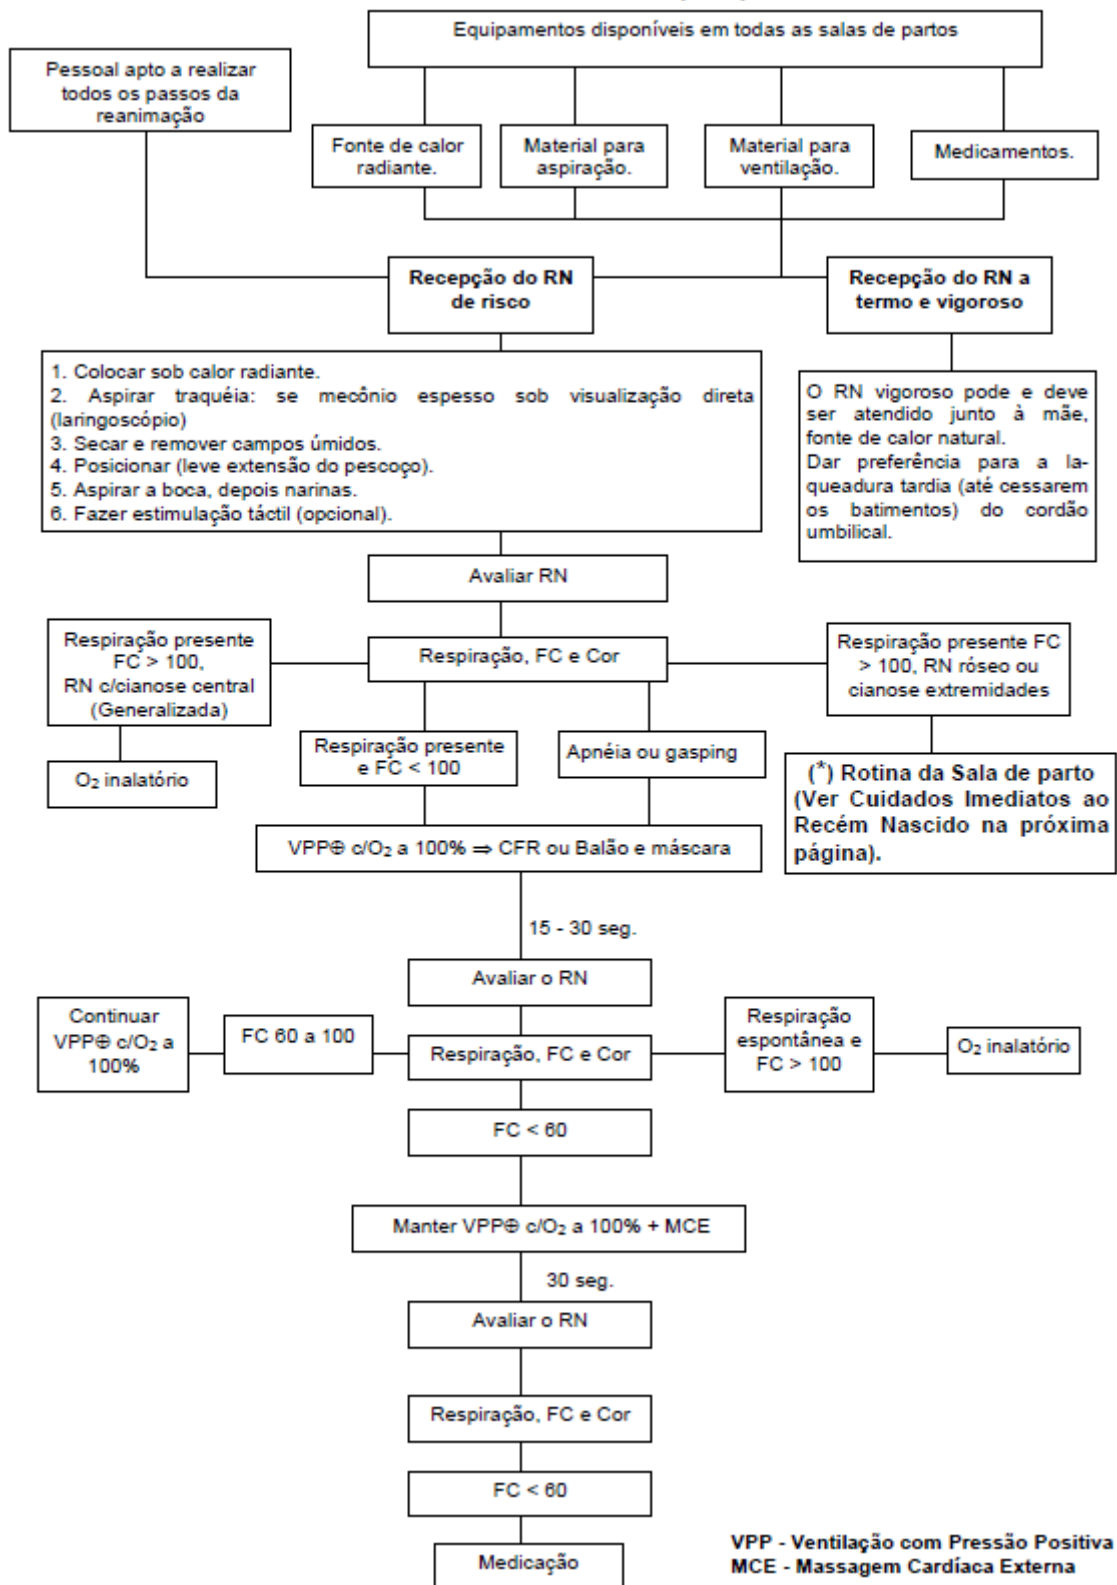 Equipamentos disponíveis em todas as salas de partos
Pessoal apto a realizar
todos os passos da
reanimação
Fonte de calor
radiante.
Material para
aspiração.
Material para
ventilação.
Medicamentos.
Recepção do RN
de risco
Recepção do RN a
termo e vigoroso
1. Colocar sob calor radiante.
2. Aspirar traquéia: se mecônio espesso sob visualização direta
(laringoscópio)
3. Secar e remover campos úmidos.
4. Posicionar (leve extensão do pescoço).
5. Aspirar a boca, depois narinas.
6. Fazer estimulação táctil (opcional).
O RN vigoroso pode e deve
ser atendido junto à mãe,
fonte de calor natural.
Dar preferência para a la-
queadura tardia (até cessarem
os batimentos) do cordão
umbilical.
Avaliar RN
Respiração presente
FC > 100,
RN c/cianose central
(Generalizada)
Respiração, FC e Cor
Respiração presente FC
> 100, RN róseo ou
cianose extremidades
O₂ inalatório
Respiração presente
e FC < 100
Apnéia ou gasping
(*) Rotina da Sala de parto
(Ver Cuidados Imediatos ao
Recém Nascido na próxima
página).
VPP⊕ c/O₂ a 100% ⇒ CFR ou Balão e máscara
15 - 30 seg.
Avaliar o RN
Continuar
VPP⊕ c/O₂ a
100%
FC 60 a 100
Respiração, FC e Cor
Respiração
espontânea e
FC > 100
O₂ inalatório
FC < 60
Manter VPP⊕ c/O₂ a 100% + MCE
30 seg.
Avaliar o RN
Respiração, FC e Cor
FC < 60
Medicação
VPP - Ventilação com Pressão Positiva
MCE - Massagem Cardíaca Externa